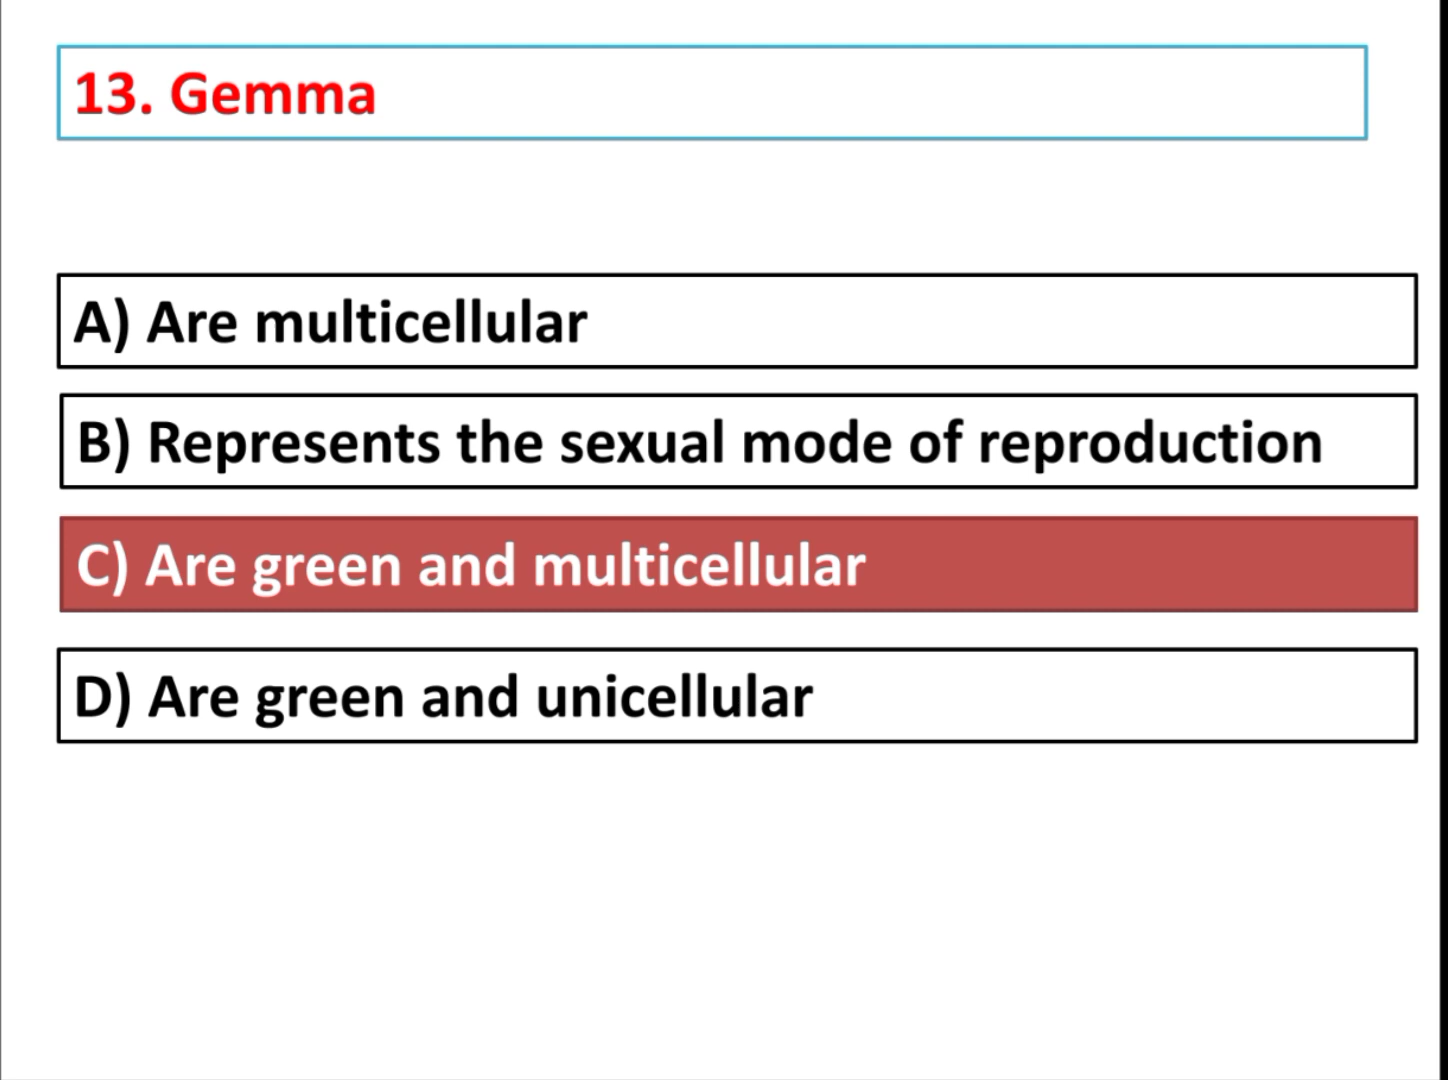 13. Gemma
A) Are multicellular
B) Represents the sexual mode of reproduction
C) Are green and multicellular
D) Are green and unicellular